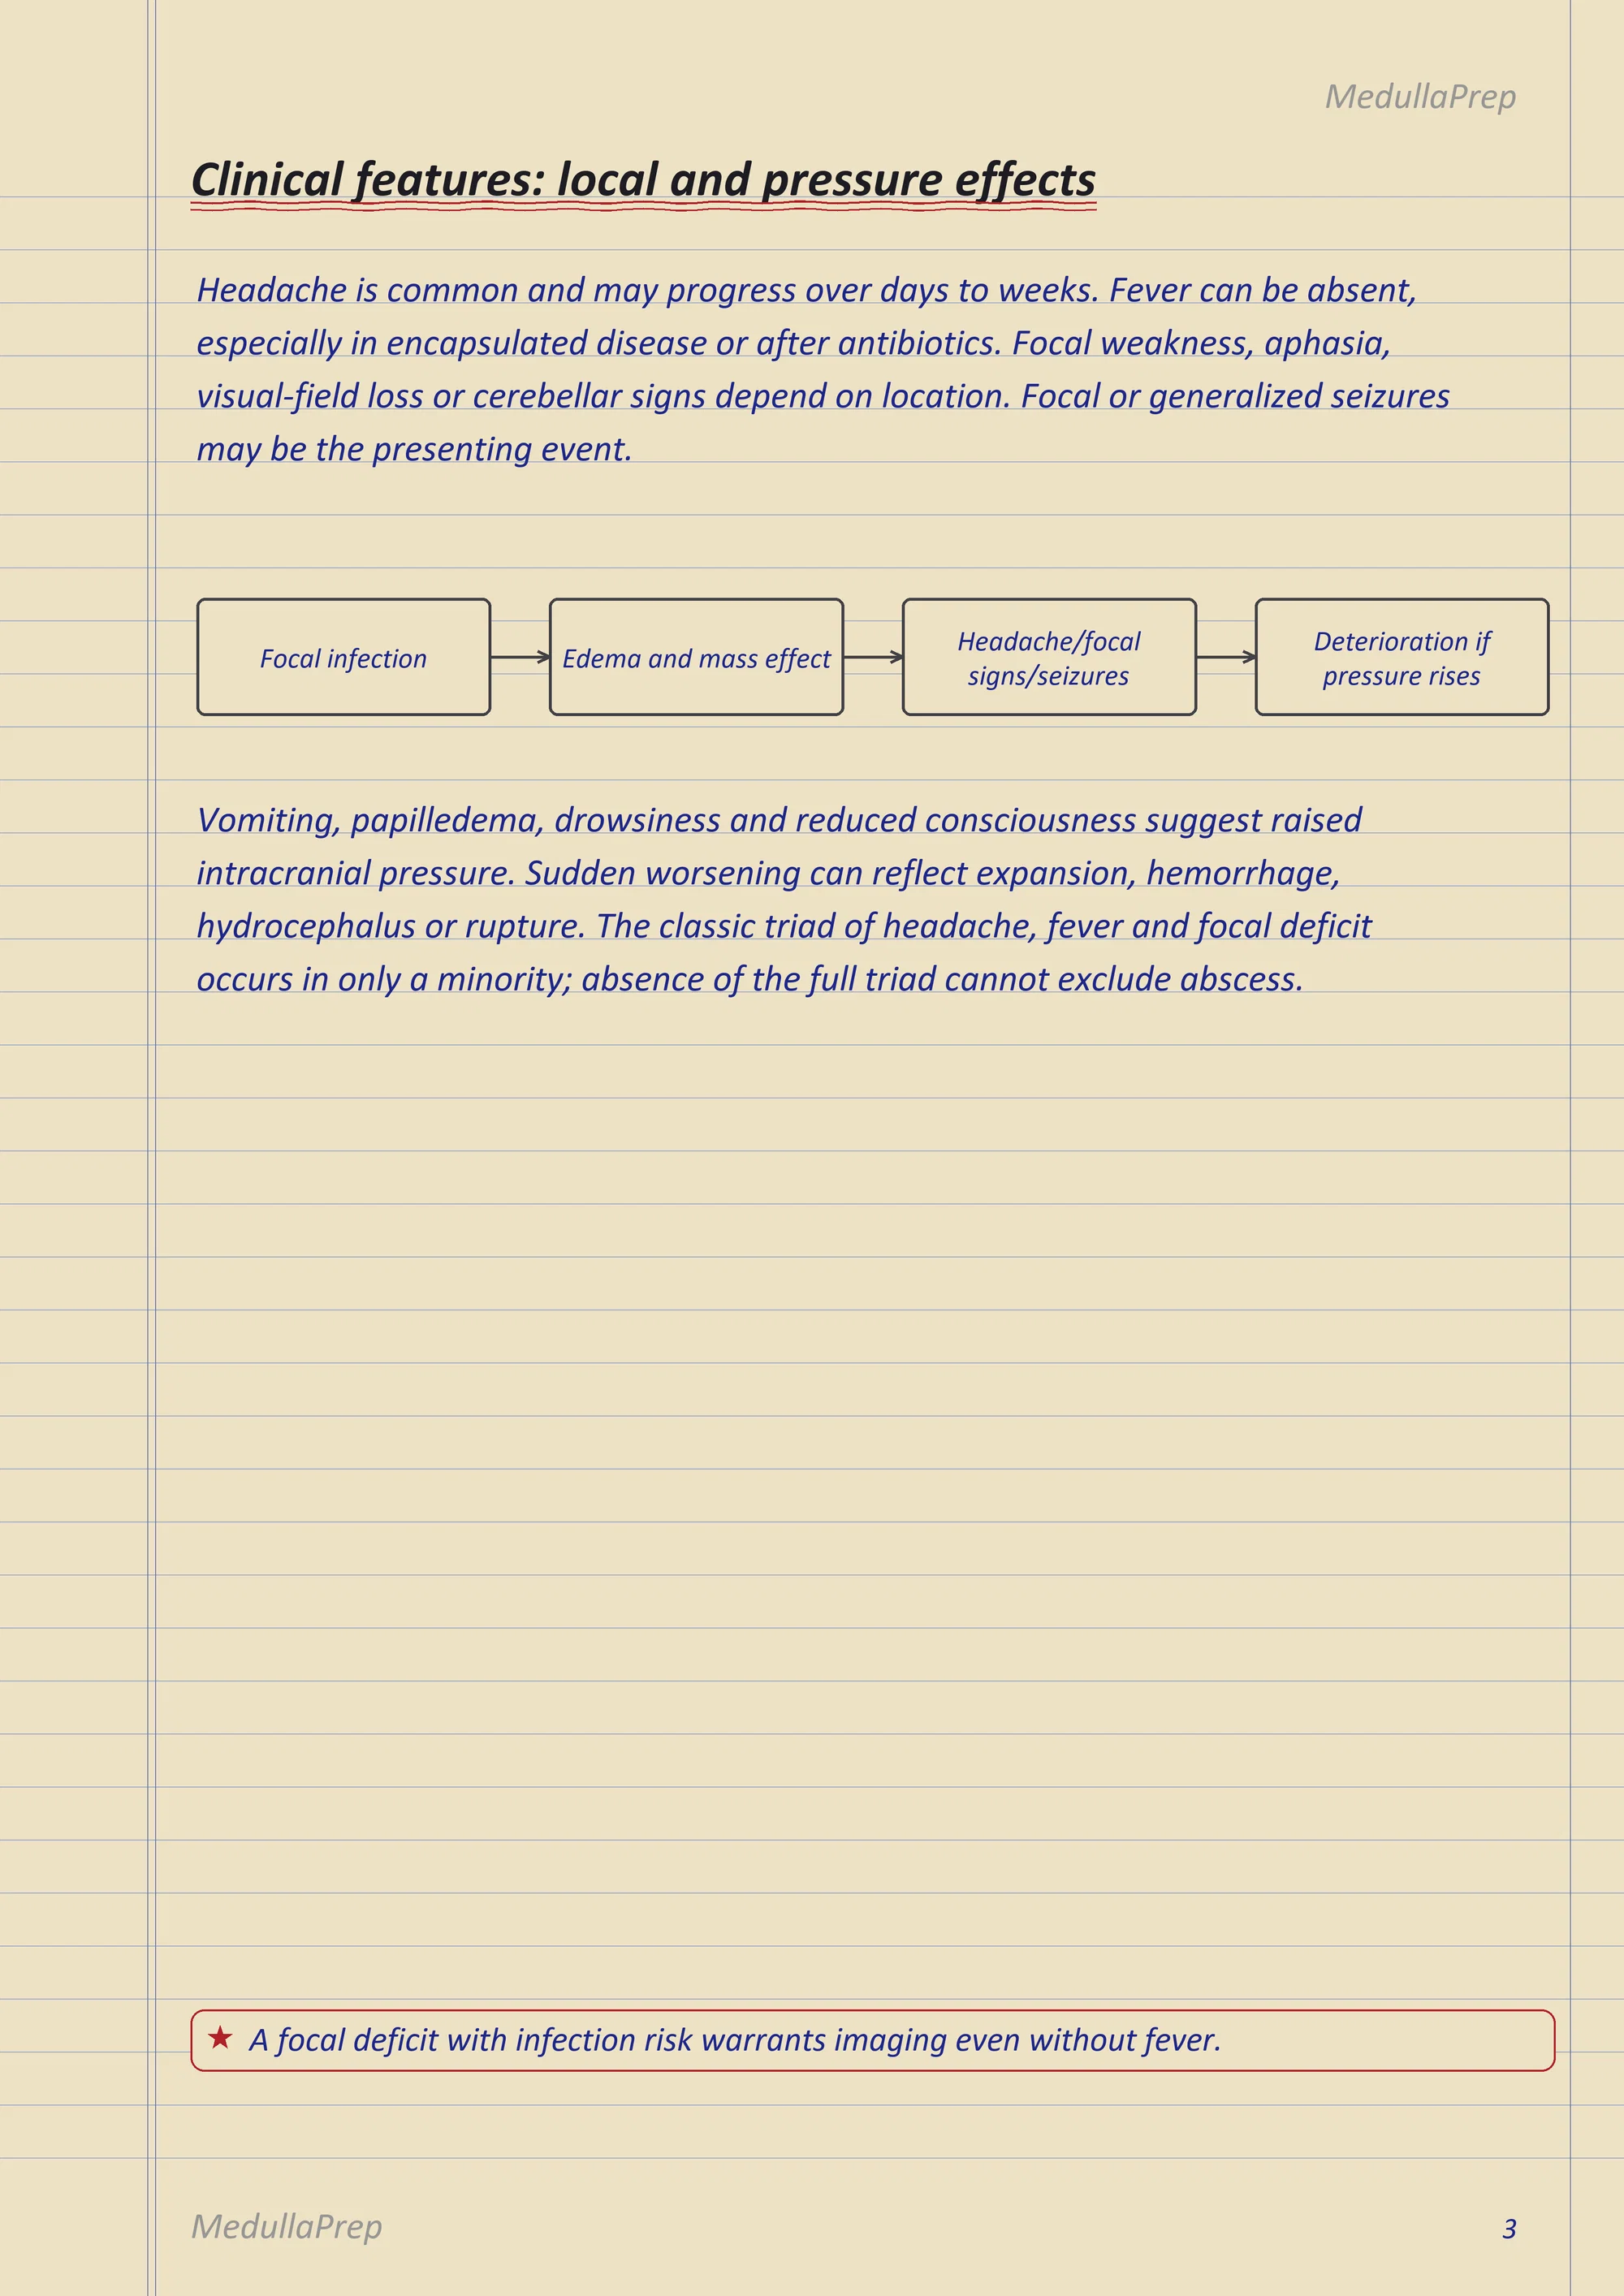 MedullaPrep
Clinical features: local and pressure effects
Headache is common and may progress over days to weeks. Fever can be absent,
especially in encapsulated disease or after antibiotics. Focal weakness, aphasia,
visual-field loss or cerebellar signs depend on location. Focal or generalized seizures
may be the presenting event.
Focal infection
Edema and mass effect
Headache/focal
signs/seizures
Deterioration if
pressure rises
Vomiting, papilledema, drowsiness and reduced consciousness suggest raised
intracranial pressure. Sudden worsening can reflect expansion, hemorrhage,
hydrocephalus or rupture. The classic triad of headache, fever and focal deficit
occurs in only a minority; absence of the full triad cannot exclude abscess.
★ A focal deficit with infection risk warrants imaging even without fever.
MedullaPrep
3